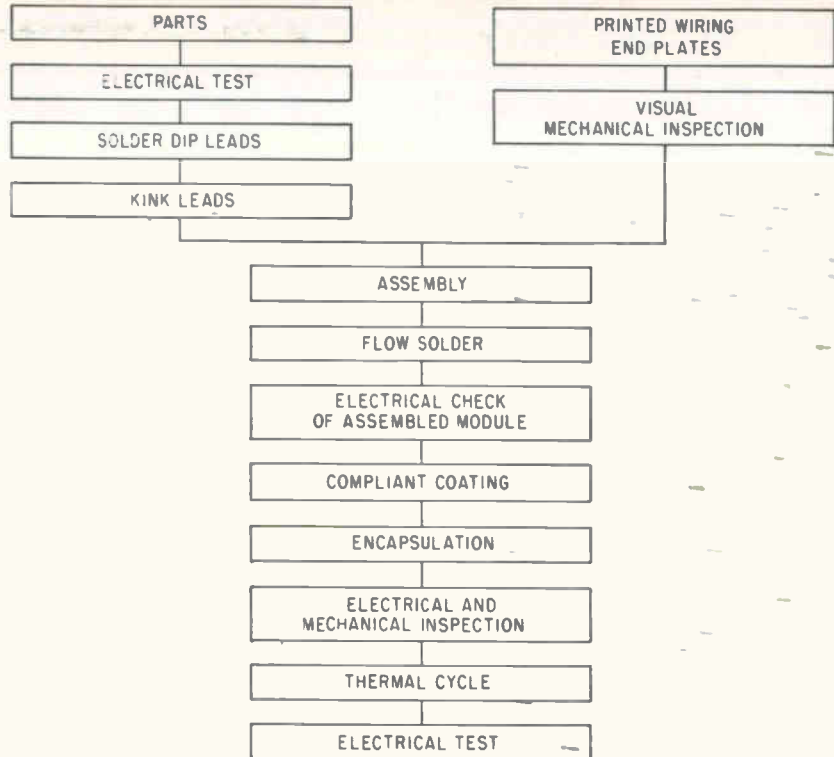 PARTS
ELECTRICAL TEST
SOLDER DIP LEADS
KINK LEADS
PRINTED WIRING
END PLATES
VISUAL
MECHANICAL INSPECTION
ASSEMBLY
FLOW SOLDER
ELECTRICAL CHECK
OF ASSEMBLED MODULE
COMPLIANT COATING
ENCAPSULATION
ELECTRICAL AND
MECHANICAL INSPECTION
THERMAL CYCLE
ELECTRICAL TEST